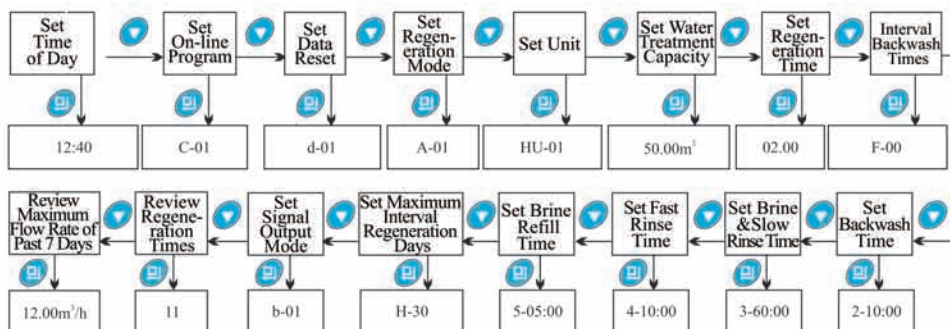 Set
Time
of Day
Set
On-line
Program
Set
Data
Reset
Set
Regen-
eration
Mode
Set Unit
Set Water
Treatment
Capacity
Set
Regen-
eration
Time
Interval
Backwash
Times
12:40
C-01
d-01
A-01
HU-01
50.00m³
02.00
F-00
Review
Maximum
Flow Rate of
Past 7 Days
Review
Regene-
ration
Times
Set
Signal
Output
Mode
Set Maximum
Interval
Regeneration
Days
Set Brine
Refill
Time
Set Fast
Rinse
Time
Set Brine
&Slow
Rinse Time
Set
Backwash
Time
12.00m³/h
11
b-01
H-30
5-05:00
4-10:00
3-60:00
2-10:00